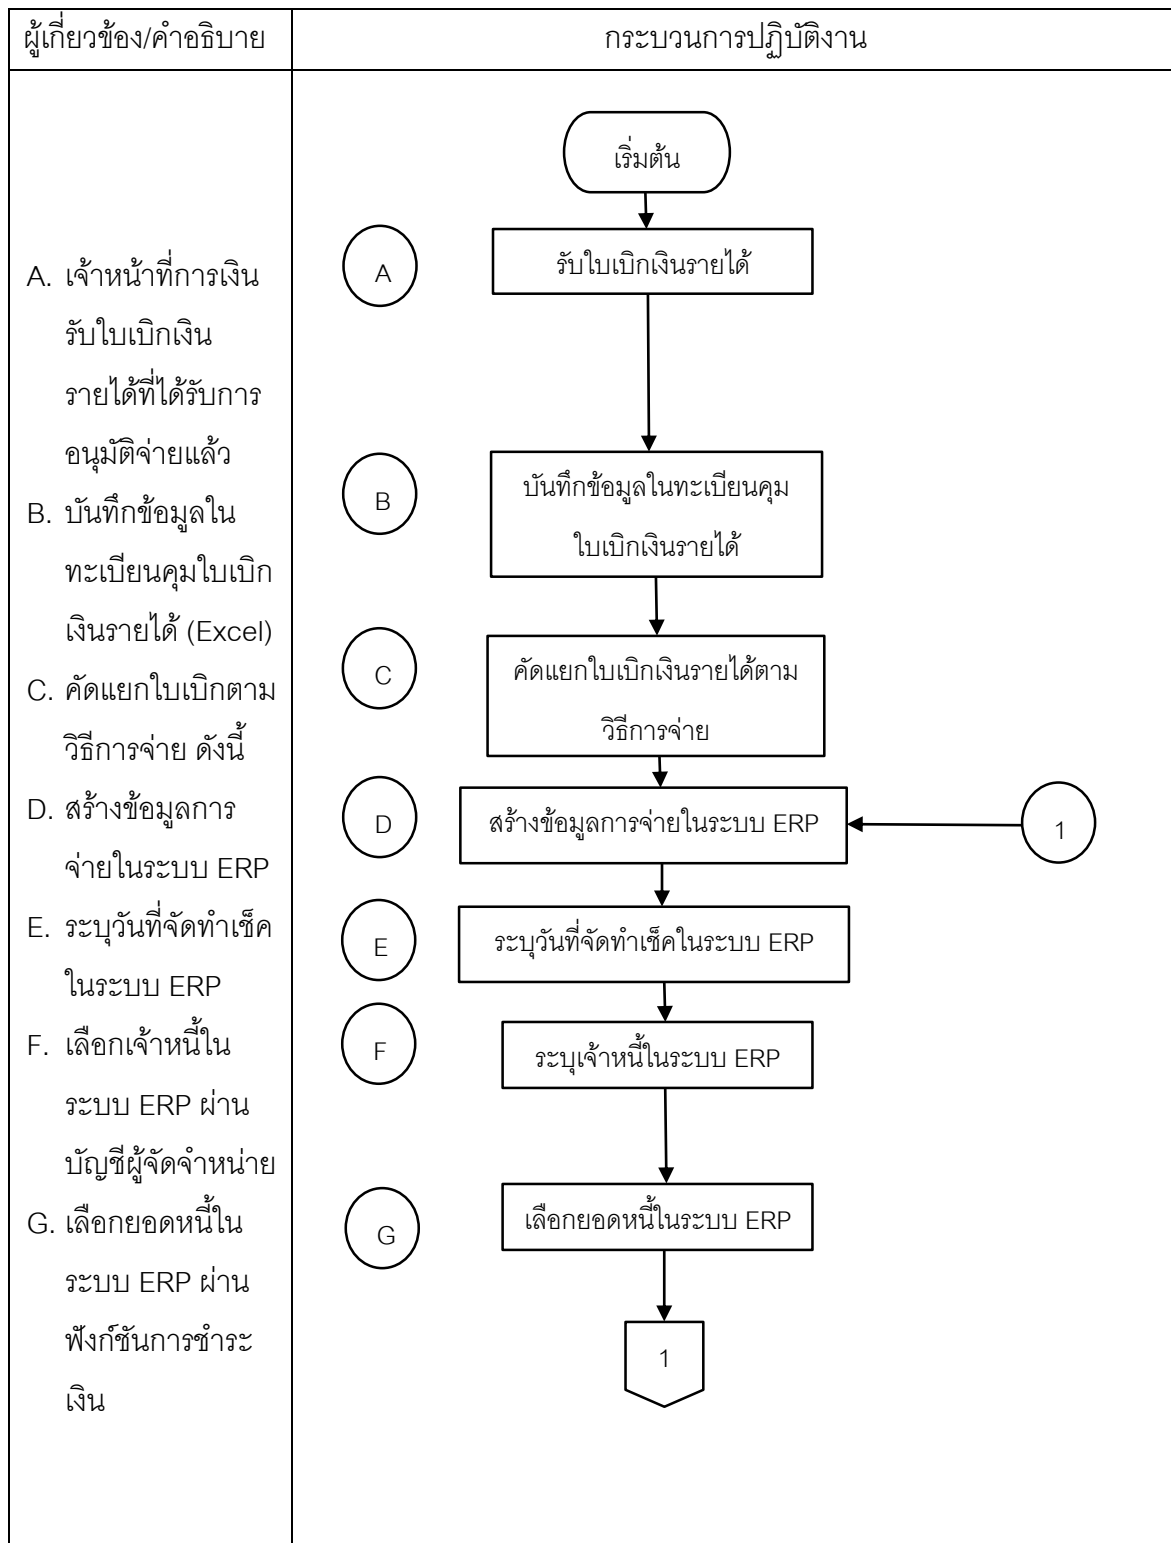 ผู้เกี่ยวข้อง/คำอธิบาย
กระบวนการปฏิบัติงาน
A. เจ้าหน้าที่การเงิน
รับใบเบิกเงิน
รายได้ที่ได้รับการ
อนุมัติจ่ายแล้ว
B. บันทึกข้อมูลใน
ทะเบียนคุมใบเบิก
เงินรายได้ (Excel)
C. คัดแยกใบเบิกตาม
วิธีการจ่าย ดังนี้
D. สร้างข้อมูลการ
จ่ายในระบบ ERP
E. ระบุวันที่จัดทำเช็ค
ในระบบ ERP
F. เลือกเจ้าหนี้ใน
ระบบ ERP ผ่าน
บัญชีผู้จัดจำหน่าย
G. เลือกยอดหนี้ใน
ระบบ ERP ผ่าน
ฟังก์ชันการชำระ
เงิน
เริ่มต้น
A
รับใบเบิกเงินรายได้
B
บันทึกข้อมูลในทะเบียนคุม
ใบเบิกเงินรายได้
C
คัดแยกใบเบิกเงินรายได้ตาม
วิธีการจ่าย
D
สร้างข้อมูลการจ่ายในระบบ ERP
1
E
ระบุวันที่จัดทำเช็คในระบบ ERP
F
ระบุเจ้าหนี้ในระบบ ERP
G
เลือกยอดหนี้ในระบบ ERP
1